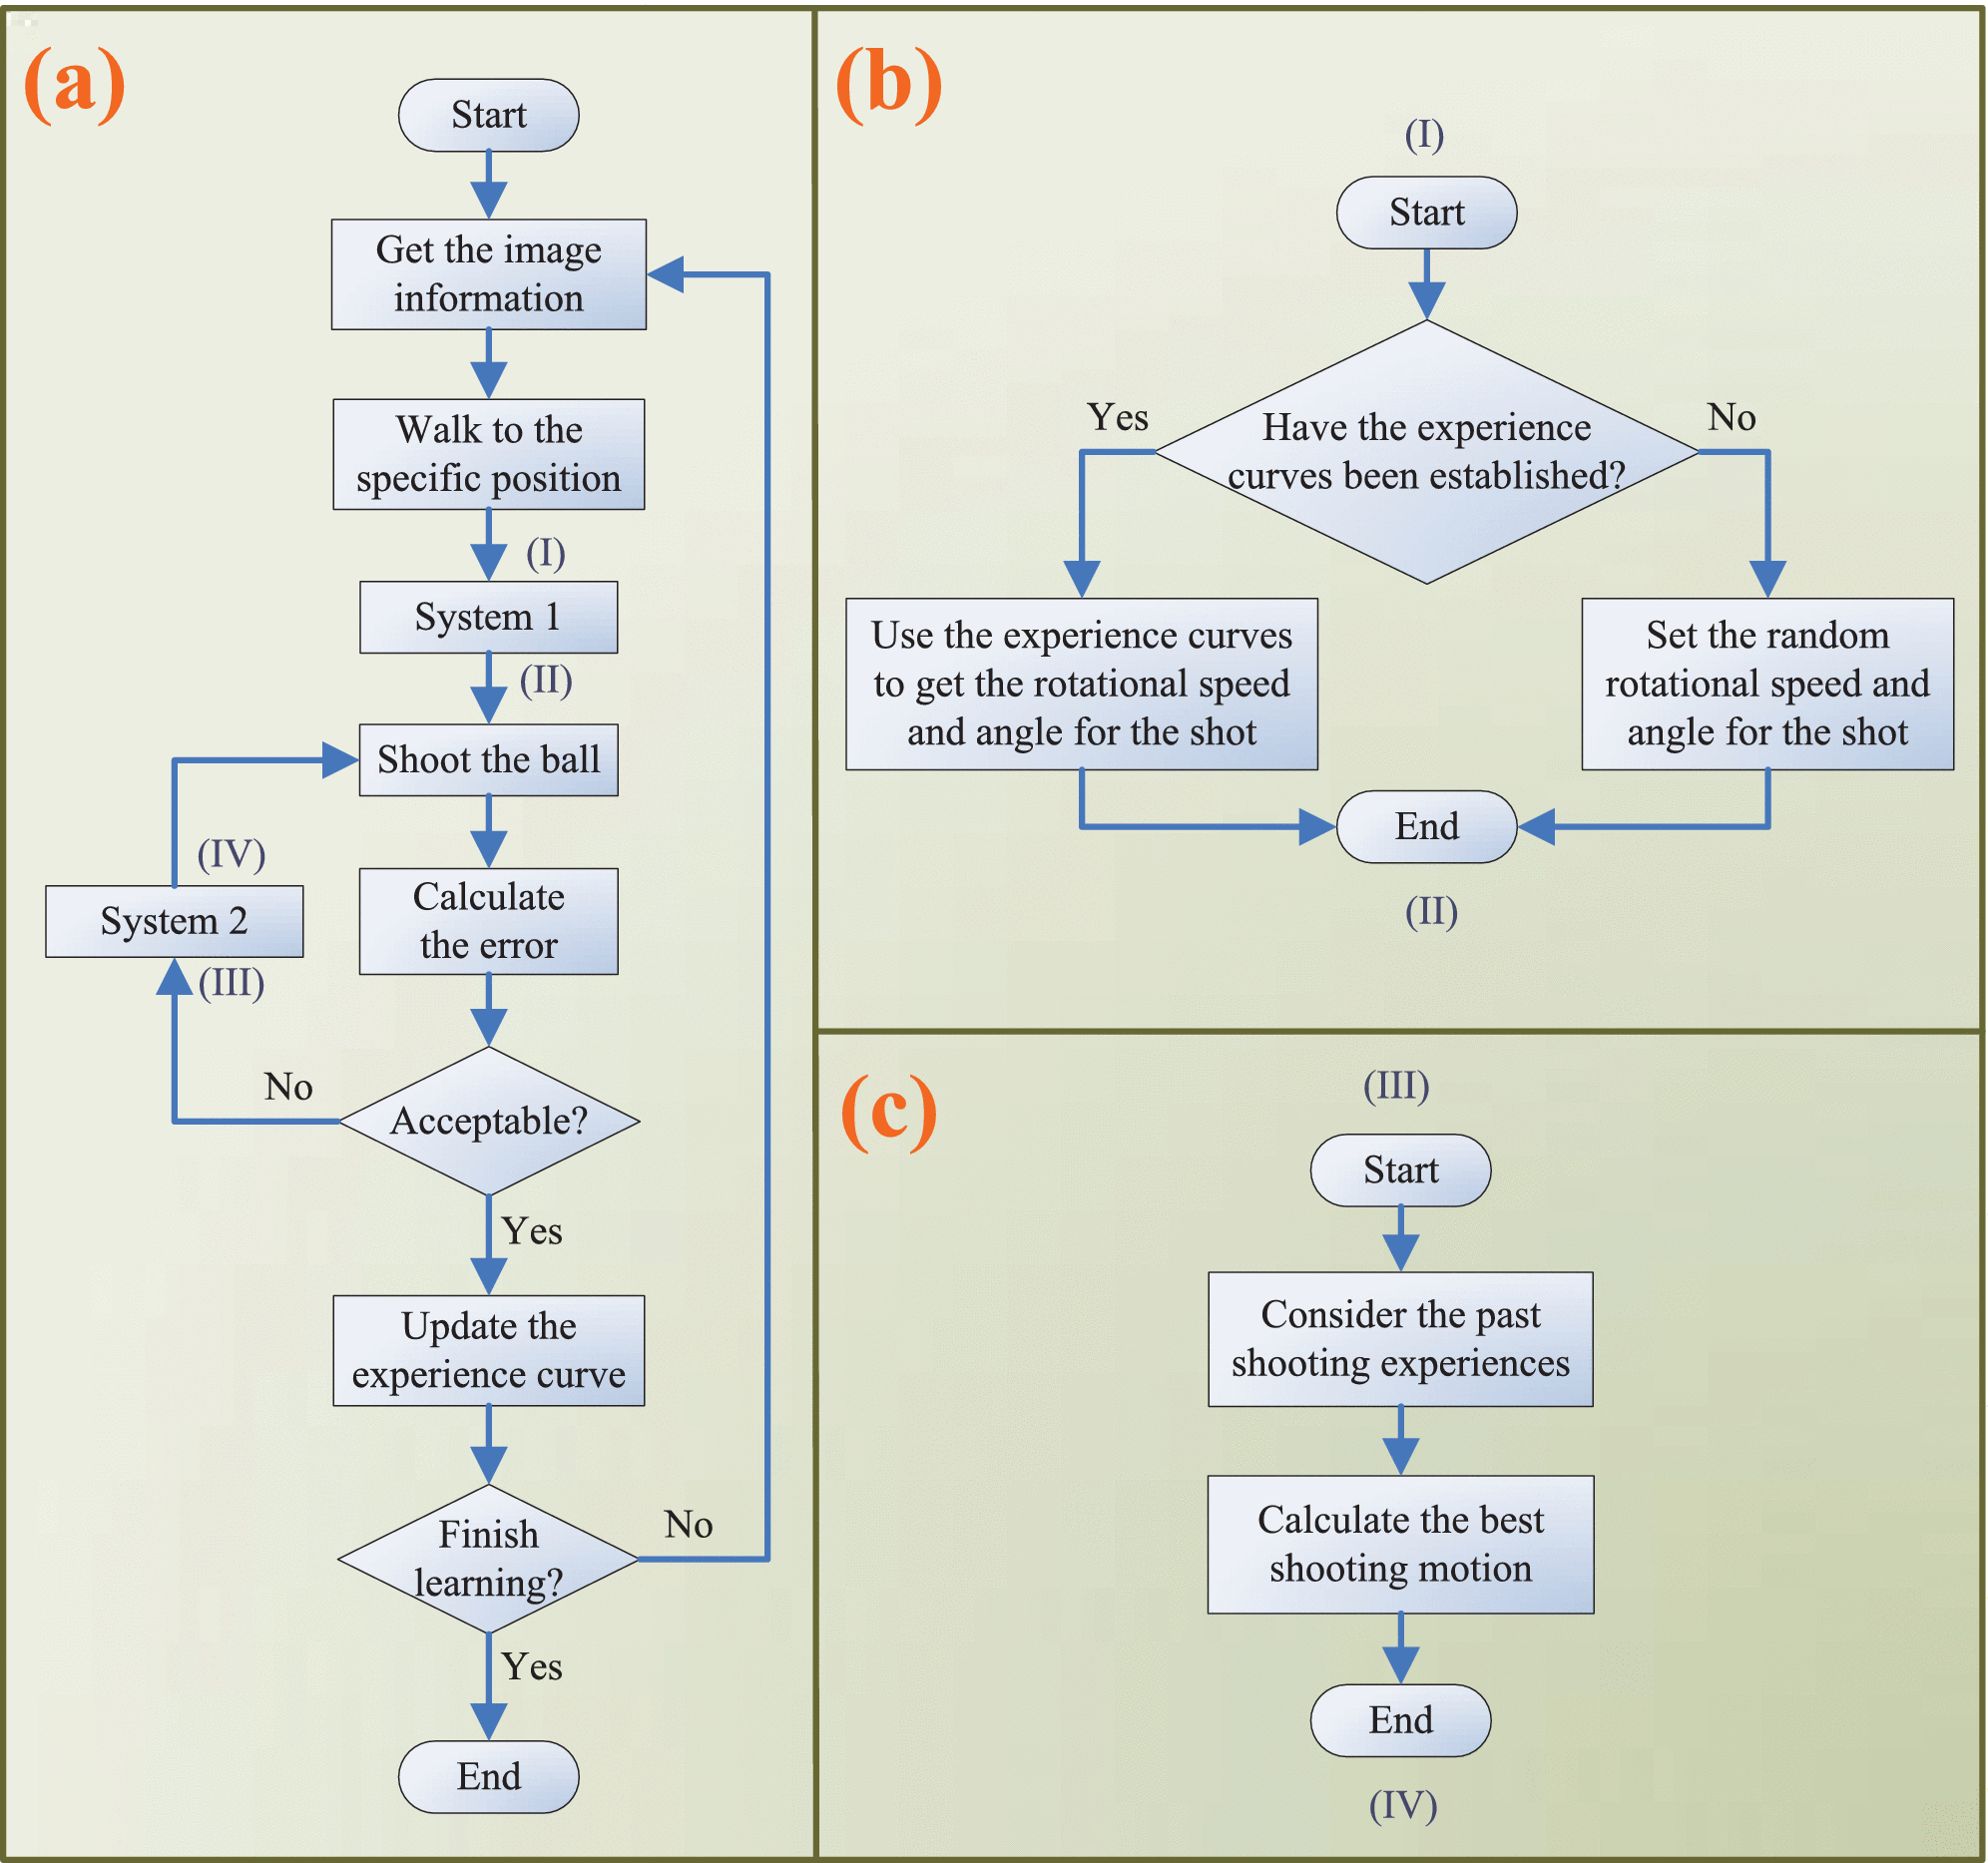 (a)
Start
Get the image
information
Walk to the
specific position
(I)
System 1
(II)
Shoot the ball
(IV)
System 2
(III)
Calculate
the error
No
Acceptable?
Yes
Update the
experience curve
Finish
learning?
No
Yes
End
(b)
(I)
Start
Have the experience
curves been established?
Yes
No
Use the experience curves
to get the rotational speed
and angle for the shot
Set the random
rotational speed and
angle for the shot
End
(II)
(c)
(III)
Start
Consider the past
shooting experiences
Calculate the best
shooting motion
End
(IV)